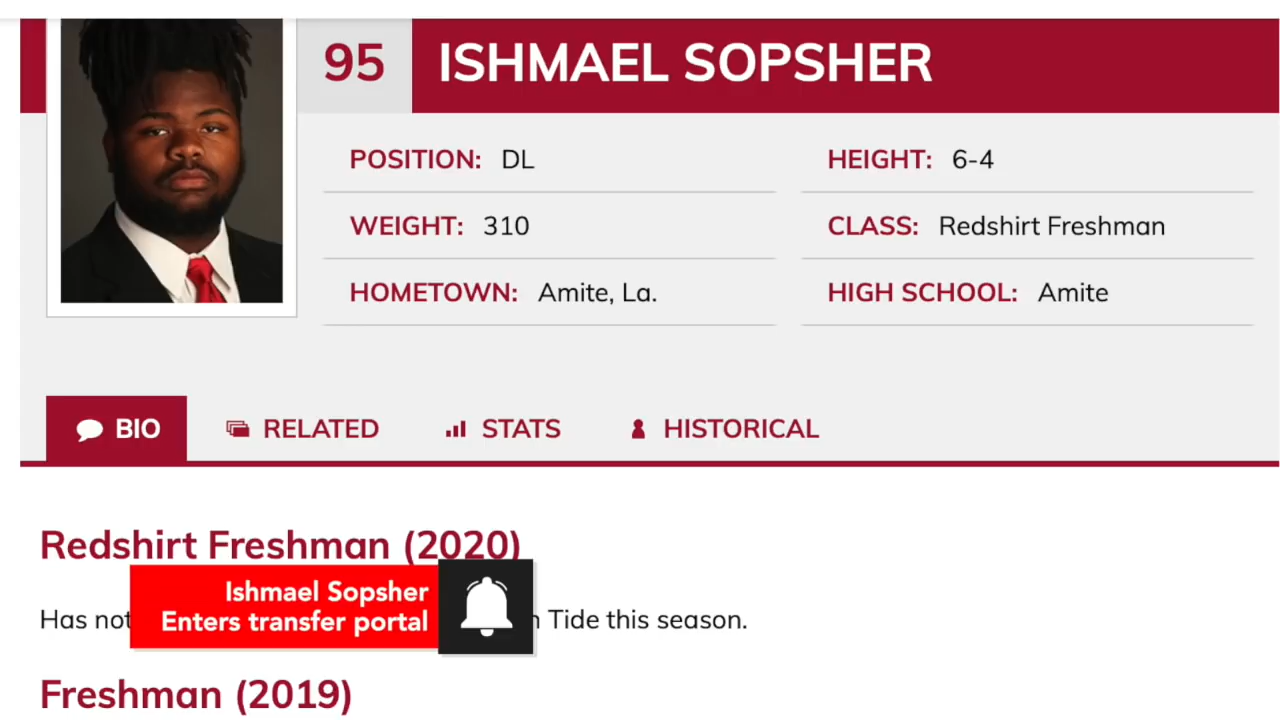 95 ISHMAEL SOPSHER
POSITION: DL HEIGHT: 6-4
WEIGHT: 310 CLASS: Redshirt Freshman
HOMETOWN: Amite, La. HIGH SCHOOL: Amite
BIO RELATED STATS HISTORICAL
Redshirt Freshman (2020)
Ishmael Sopsher
Enters transfer portal
Has not Tide this season.
Freshman (2019)